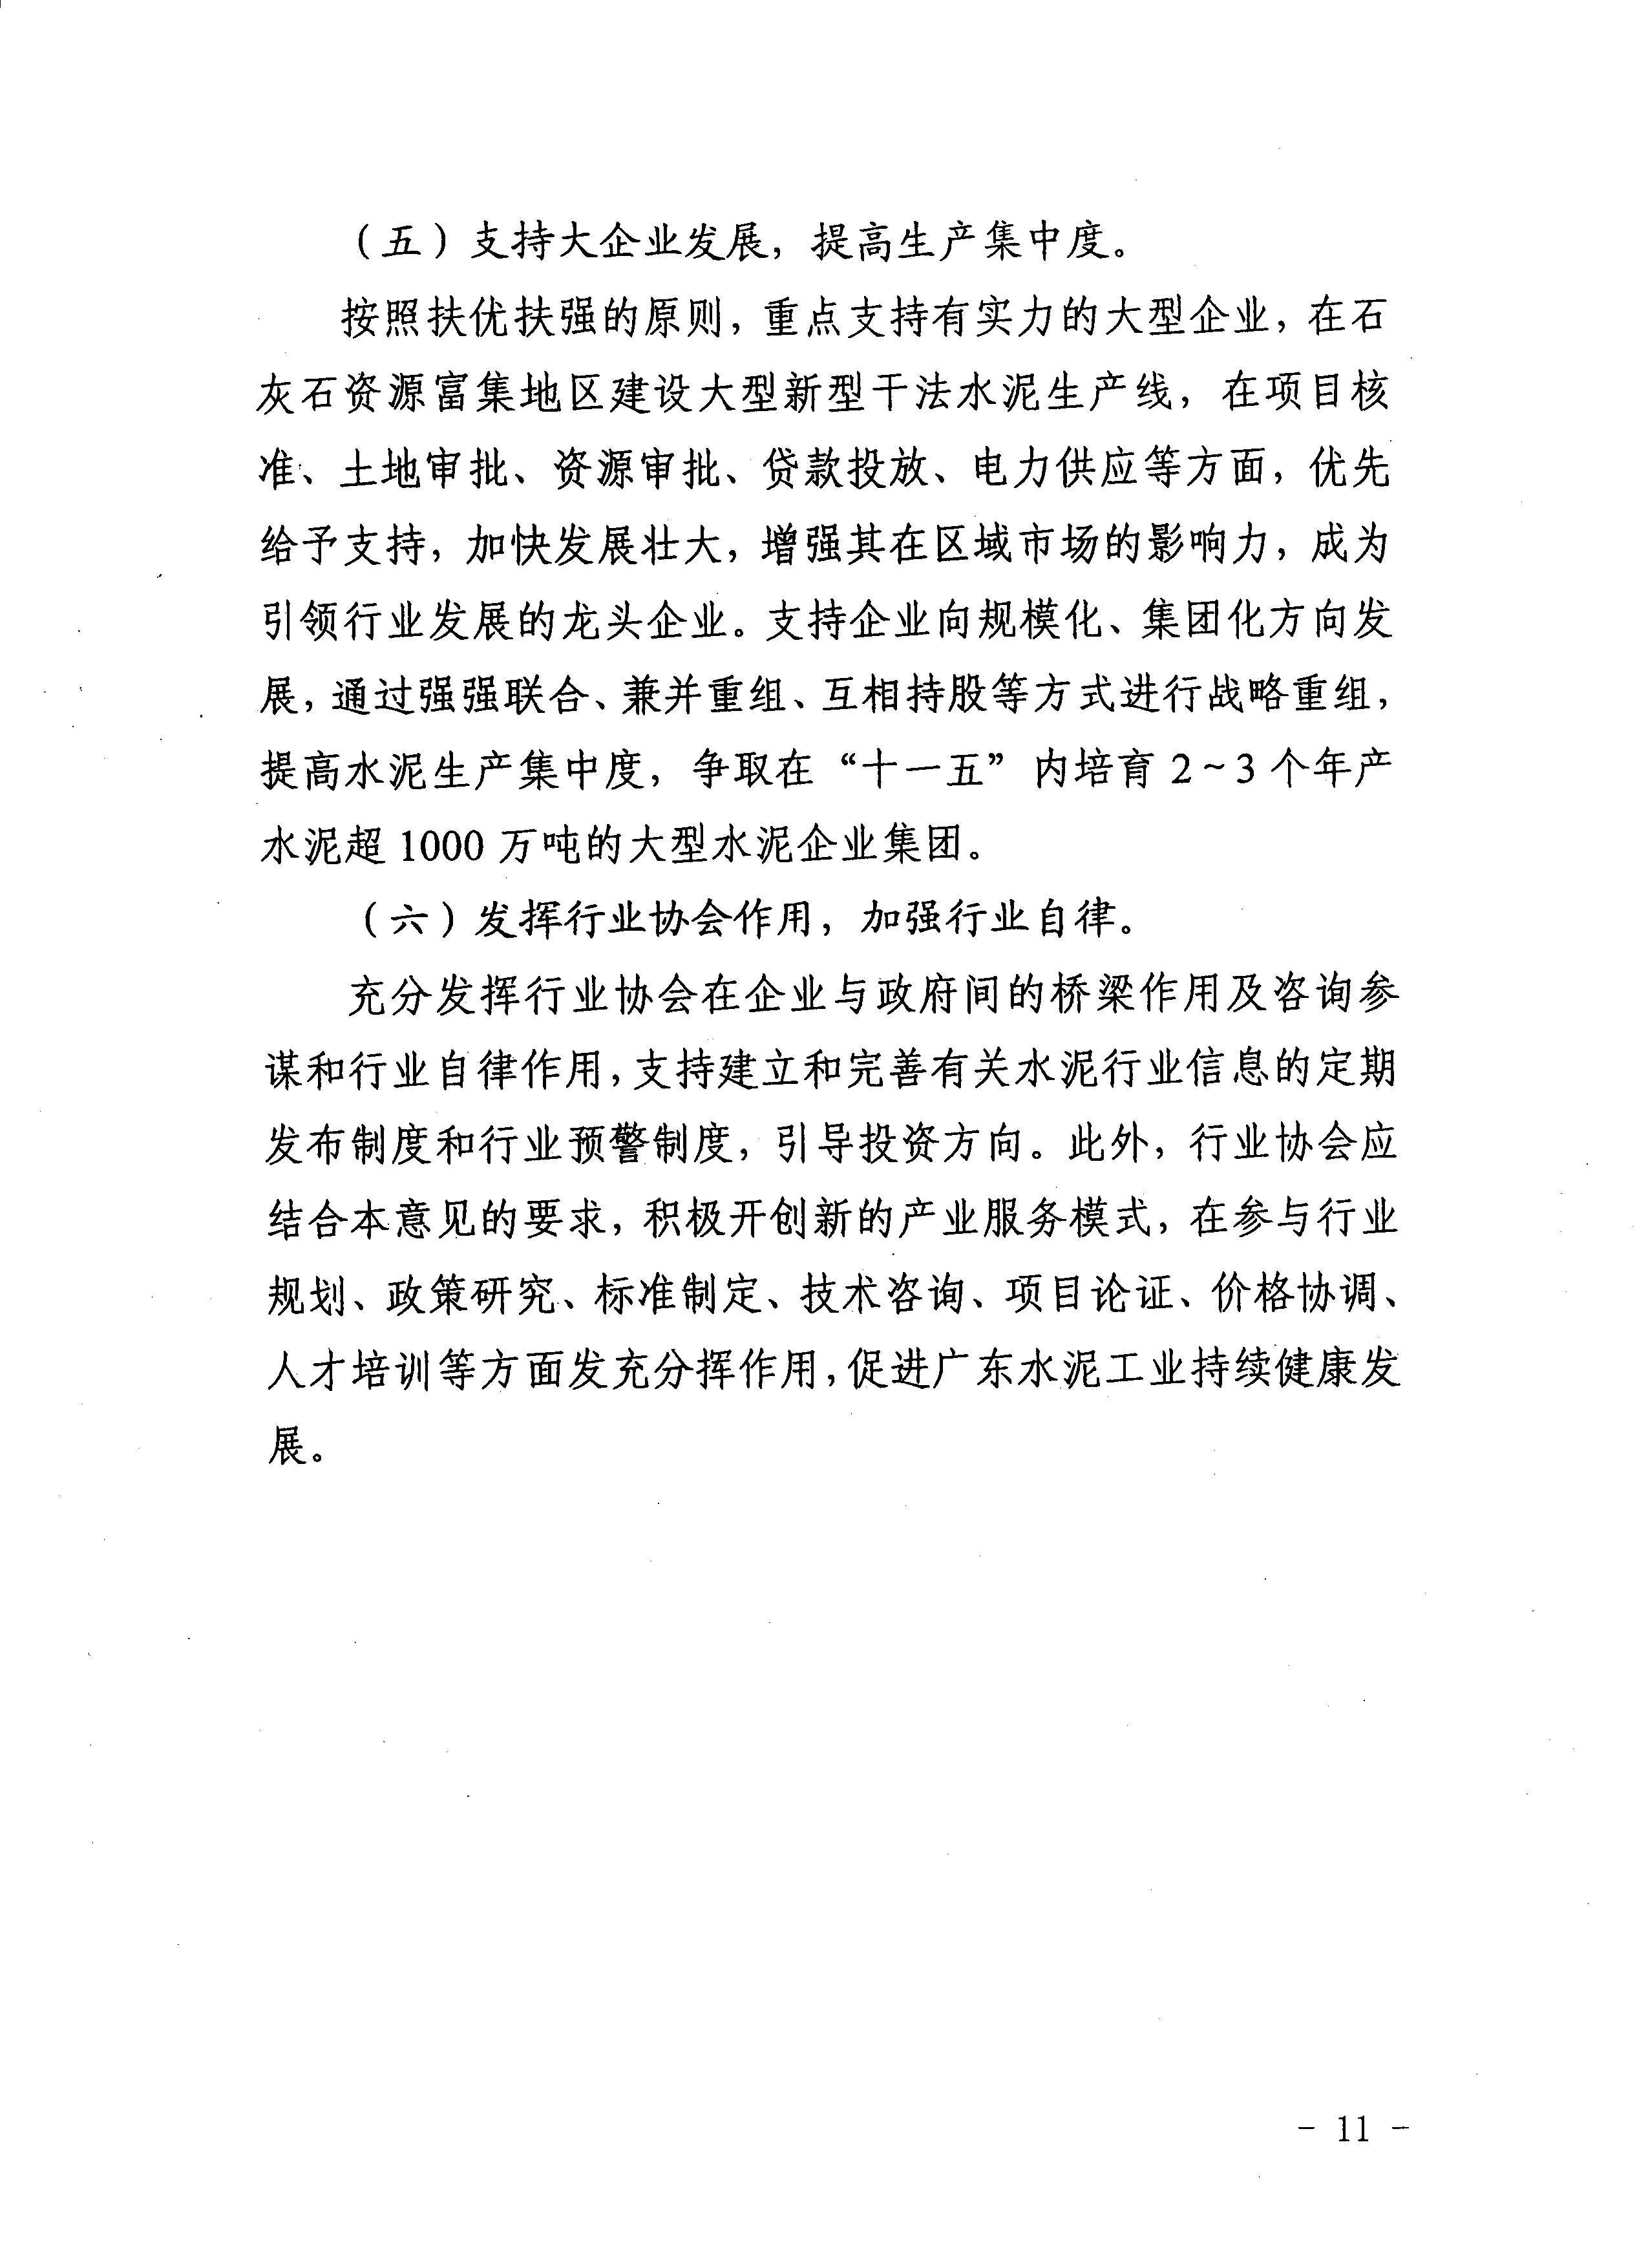 （五）支持大企业发展，提高生产集中度。
按照扶优扶强的原则，重点支持有实力的大型企业，在石
灰石资源富集地区建设大型新型干法水泥生产线，在项目核
准、土地审批、资源审批、贷款投放、电力供应等方面，优先
给予支持，加快发展壮大，增强其在区域市场的影响力，成为
引领行业发展的龙头企业。支持企业向规模化、集团化方向发
展，通过强强联合、兼并重组、互相持股等方式进行战略重组，
提高水泥生产集中度，争取在“十一五”内培育2~3个年产
水泥超1000万吨的大型水泥企业集团。
（六）发挥行业协会作用，加强行业自律。
充分发挥行业协会在企业与政府间的桥梁作用及咨询参
谋和行业自律作用，支持建立和完善有关水泥行业信息的定期
发布制度和行业预警制度，引导投资方向。此外，行业协会应
结合本意见的要求，积极开创新的产业服务模式，在参与行业
规划、政策研究、标准制定、技术咨询、项目论证、价格协调、
人才培训等方面发充分挥作用，促进广东水泥工业持续健康发
展。
- 11 -